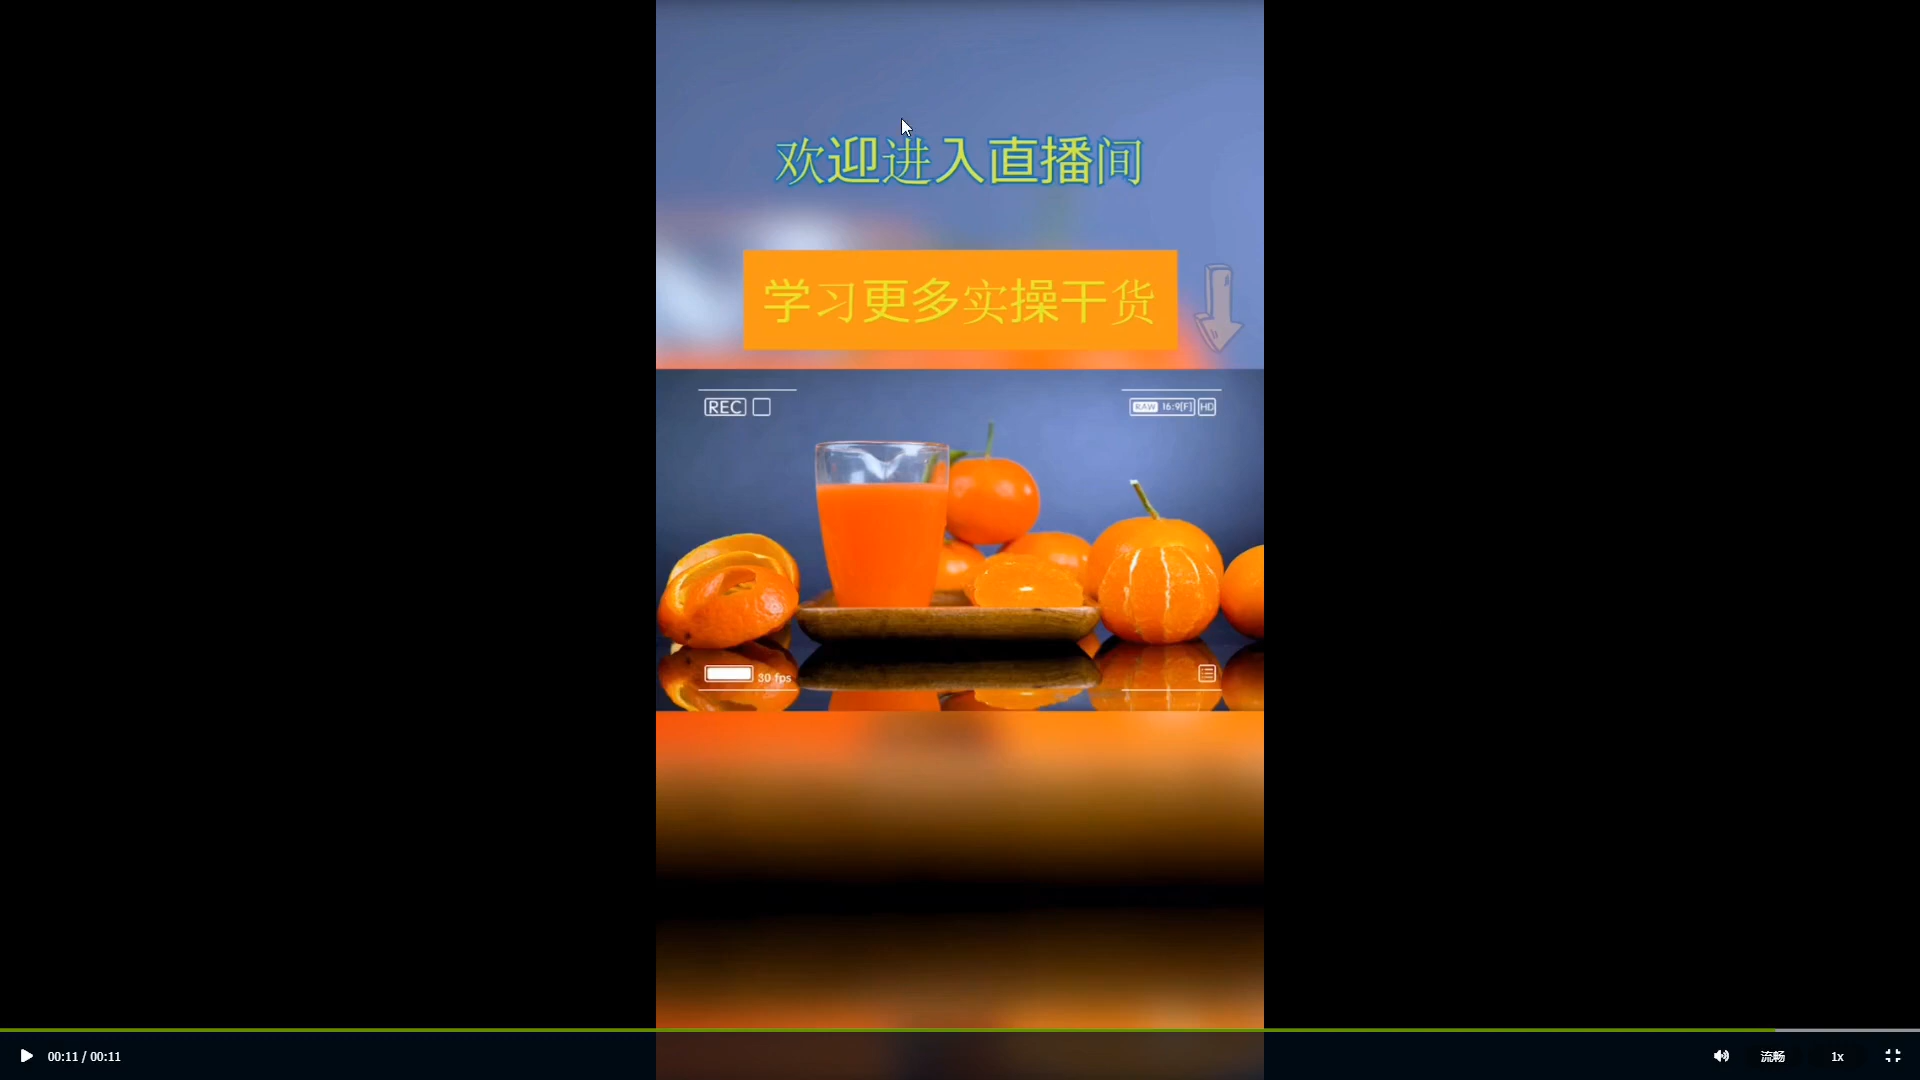 欢迎进入直播间
学习更多实操干货
REC
RAW 16:9[F] HD
30 fps
00:11 / 00:11
流畅
1x